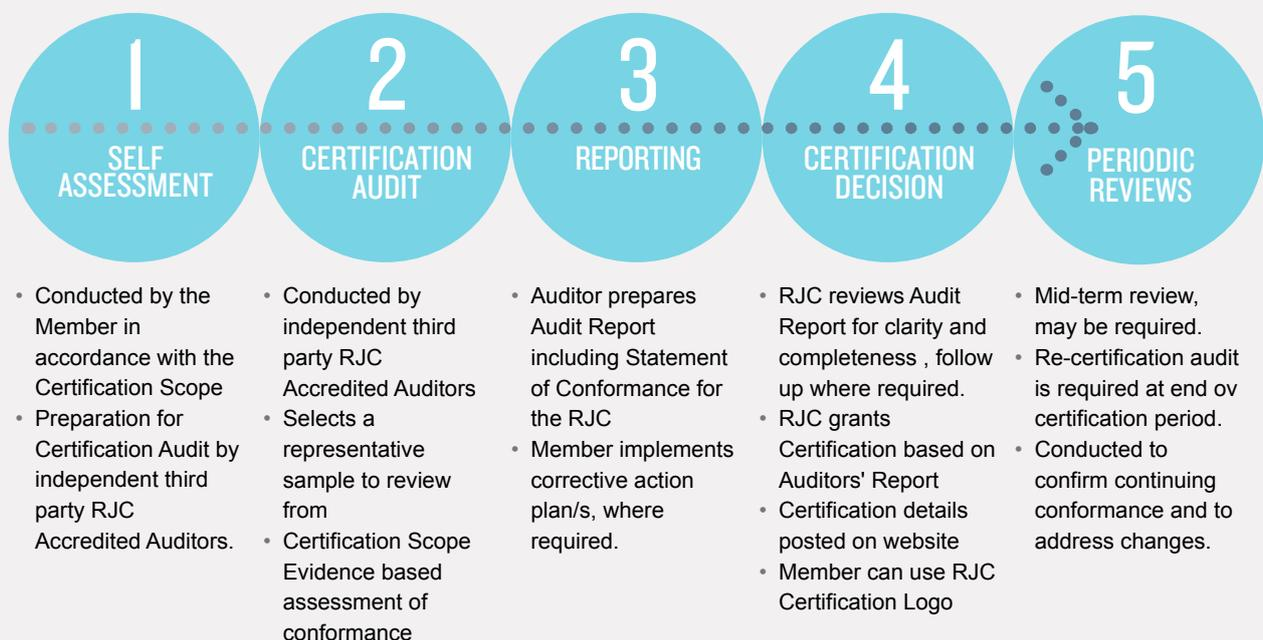 1
SELF
ASSESSMENT
• Conducted by the
Member in
accordance with the
Certification Scope
• Preparation for
Certification Audit by
independent third
party RJC
Accredited Auditors.
2
CERTIFICATION
AUDIT
• Conducted by
independent third
party RJC
Accredited Auditors
• Selects a
representative
sample to review
from
• Certification Scope
Evidence based
assessment of
conformance
3
REPORTING
• Auditor prepares
Audit Report
including Statement
of Conformance for
the RJC
• Member implements
corrective action
plan/s, where
required.
4
CERTIFICATION
DECISION
• RJC reviews Audit
Report for clarity and
completeness , follow
up where required.
• RJC grants
Certification based on
Auditors' Report
• Certification details
posted on website
• Member can use RJC
Certification Logo
5
PERIODIC
REVIEWS
• Mid-term review,
may be required.
• Re-certification audit
is required at end ov
certification period.
• Conducted to
confirm continuing
conformance and to
address changes.